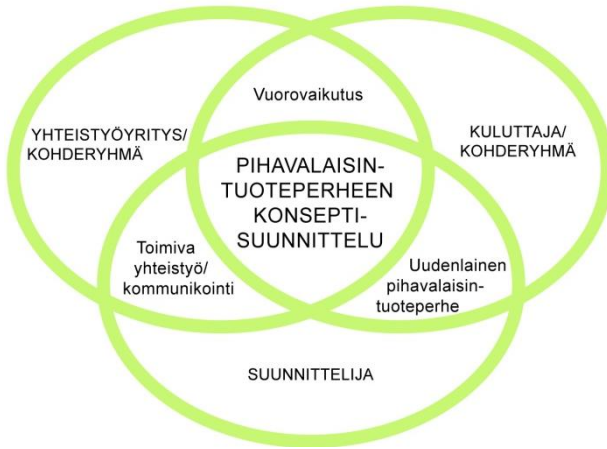 Vuorovaikutus
YHTEISTYÖYRITYS/
KOHDERYHMÄ
KULUTTAJA/
KOHDERYHMÄ
PIHAVALAISIN-
TUOTEPERHEEN
KONSEPTI-
SUUNNITTELU
Toimiva
yhteistyö/
kommunikointi
Uudenlainen
pihavalaisin-
tuoteperhe
SUUNNITTELIJA